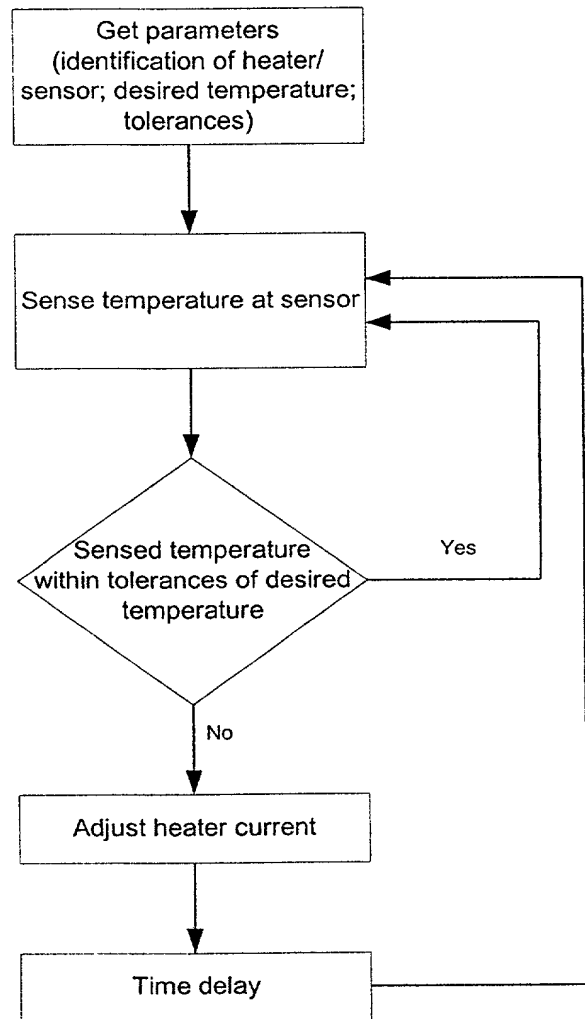 Get parameters
(identification of heater/
sensor; desired temperature;
tolerances)
Sense temperature at sensor
Sensed temperature
within tolerances of desired
temperature
Yes
No
Adjust heater current
Time delay